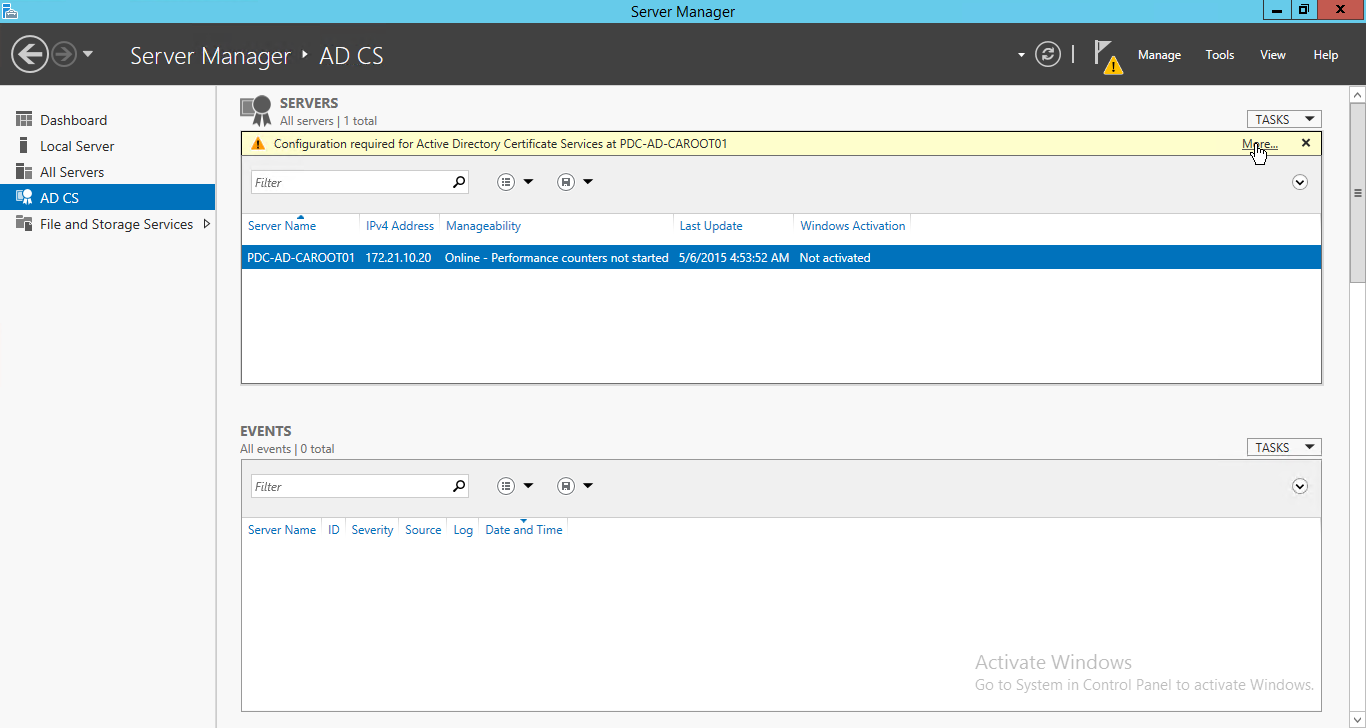 Server Manager
Server Manager ‣ AD CS
Manage Tools View Help
Dashboard
Local Server
All Servers
AD CS
File and Storage Services
SERVERS
All servers | 1 total
TASKS
Configuration required for Active Directory Certificate Services at PDC-AD-CAROOT01 More...
Filter
Server Name IPv4 Address Manageability Last Update Windows Activation
PDC-AD-CAROOT01 172.21.10.20 Online - Performance counters not started 5/6/2015 4:53:52 AM Not activated
EVENTS
All events | 0 total
TASKS
Filter
Server Name ID Severity Source Log Date and Time
Activate Windows
Go to System in Control Panel to activate Windows.